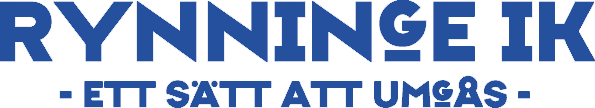 RYNNINGE IK
- ETT SÄTT ATT UMGÅS -